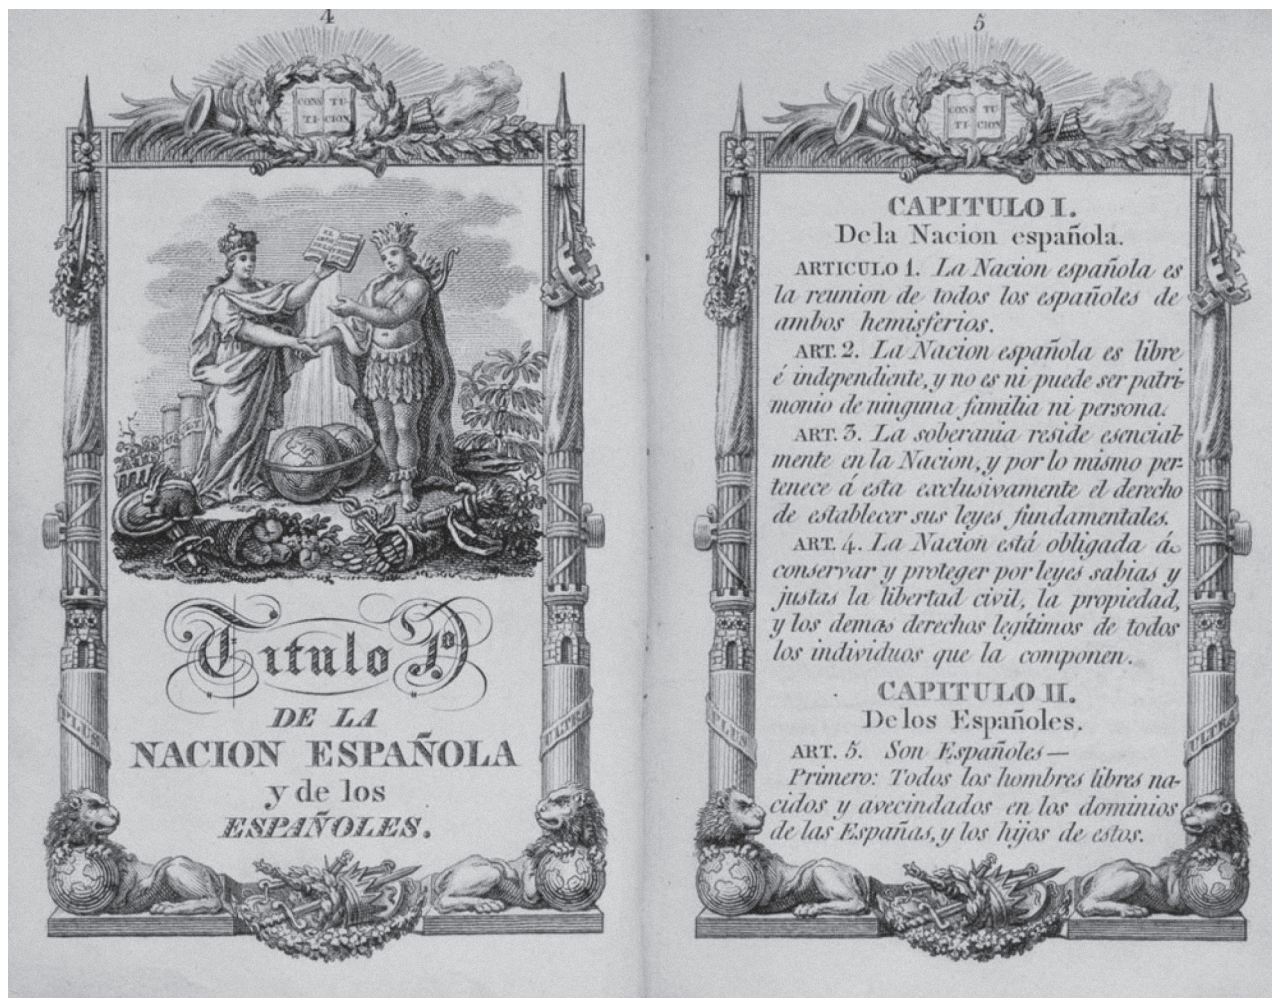 4
CONS TU-
TI- CION
Titulo 1º
DE LA
NACION ESPAÑOLA
y de los
ESPAÑOLES.
PLUS
ULTRA
5
CONS TU-
TI- CION
CAPITULO I.
De la Nacion española.
ARTICULO 1. La Nacion española es
la reunion de todos los españoles de
ambos hemisferios.
ART. 2. La Nacion española es libre
é independiente, y no es ni puede ser patri-
monio de ninguna familia ni persona.
ART. 3. La soberania reside esencial-
mente en la Nacion, y por lo mismo per-
tenece á esta exclusivamente el derecho
de establecer sus leyes fundamentales.
ART. 4. La Nacion está obligada á
conservar y proteger por leyes sabias y
justas la libertad civil, la propiedad,
y los demas derechos legítimos de todos
los individuos que la componen.
CAPITULO II.
De los Españoles.
ART. 5. Son Españoles—
Primero: Todos los hombres libres na-
cidos y avecindados en los dominios
de las Españas, y los hijos de estos.
PLUS
ULTRA